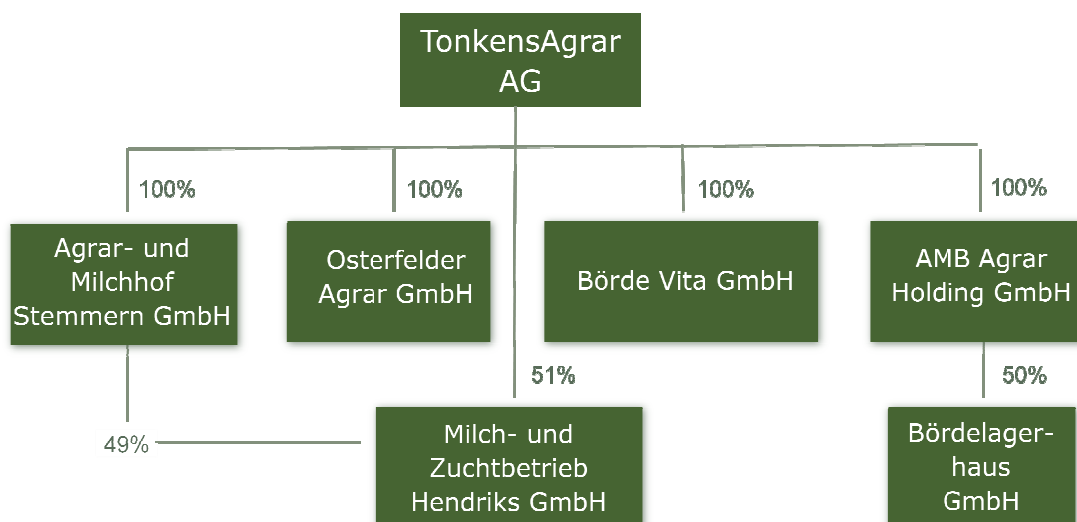 TonkensAgrar
AG
100%
100%
100%
100%
Agrar- und
Milchhof
Stemmern GmbH
Osterfelder
Agrar GmbH
Börde Vita GmbH
AMB Agrar
Holding GmbH
51%
50%
49%
Milch- und
Zuchtbetrieb
Hendriks GmbH
Bördelager-
haus
GmbH